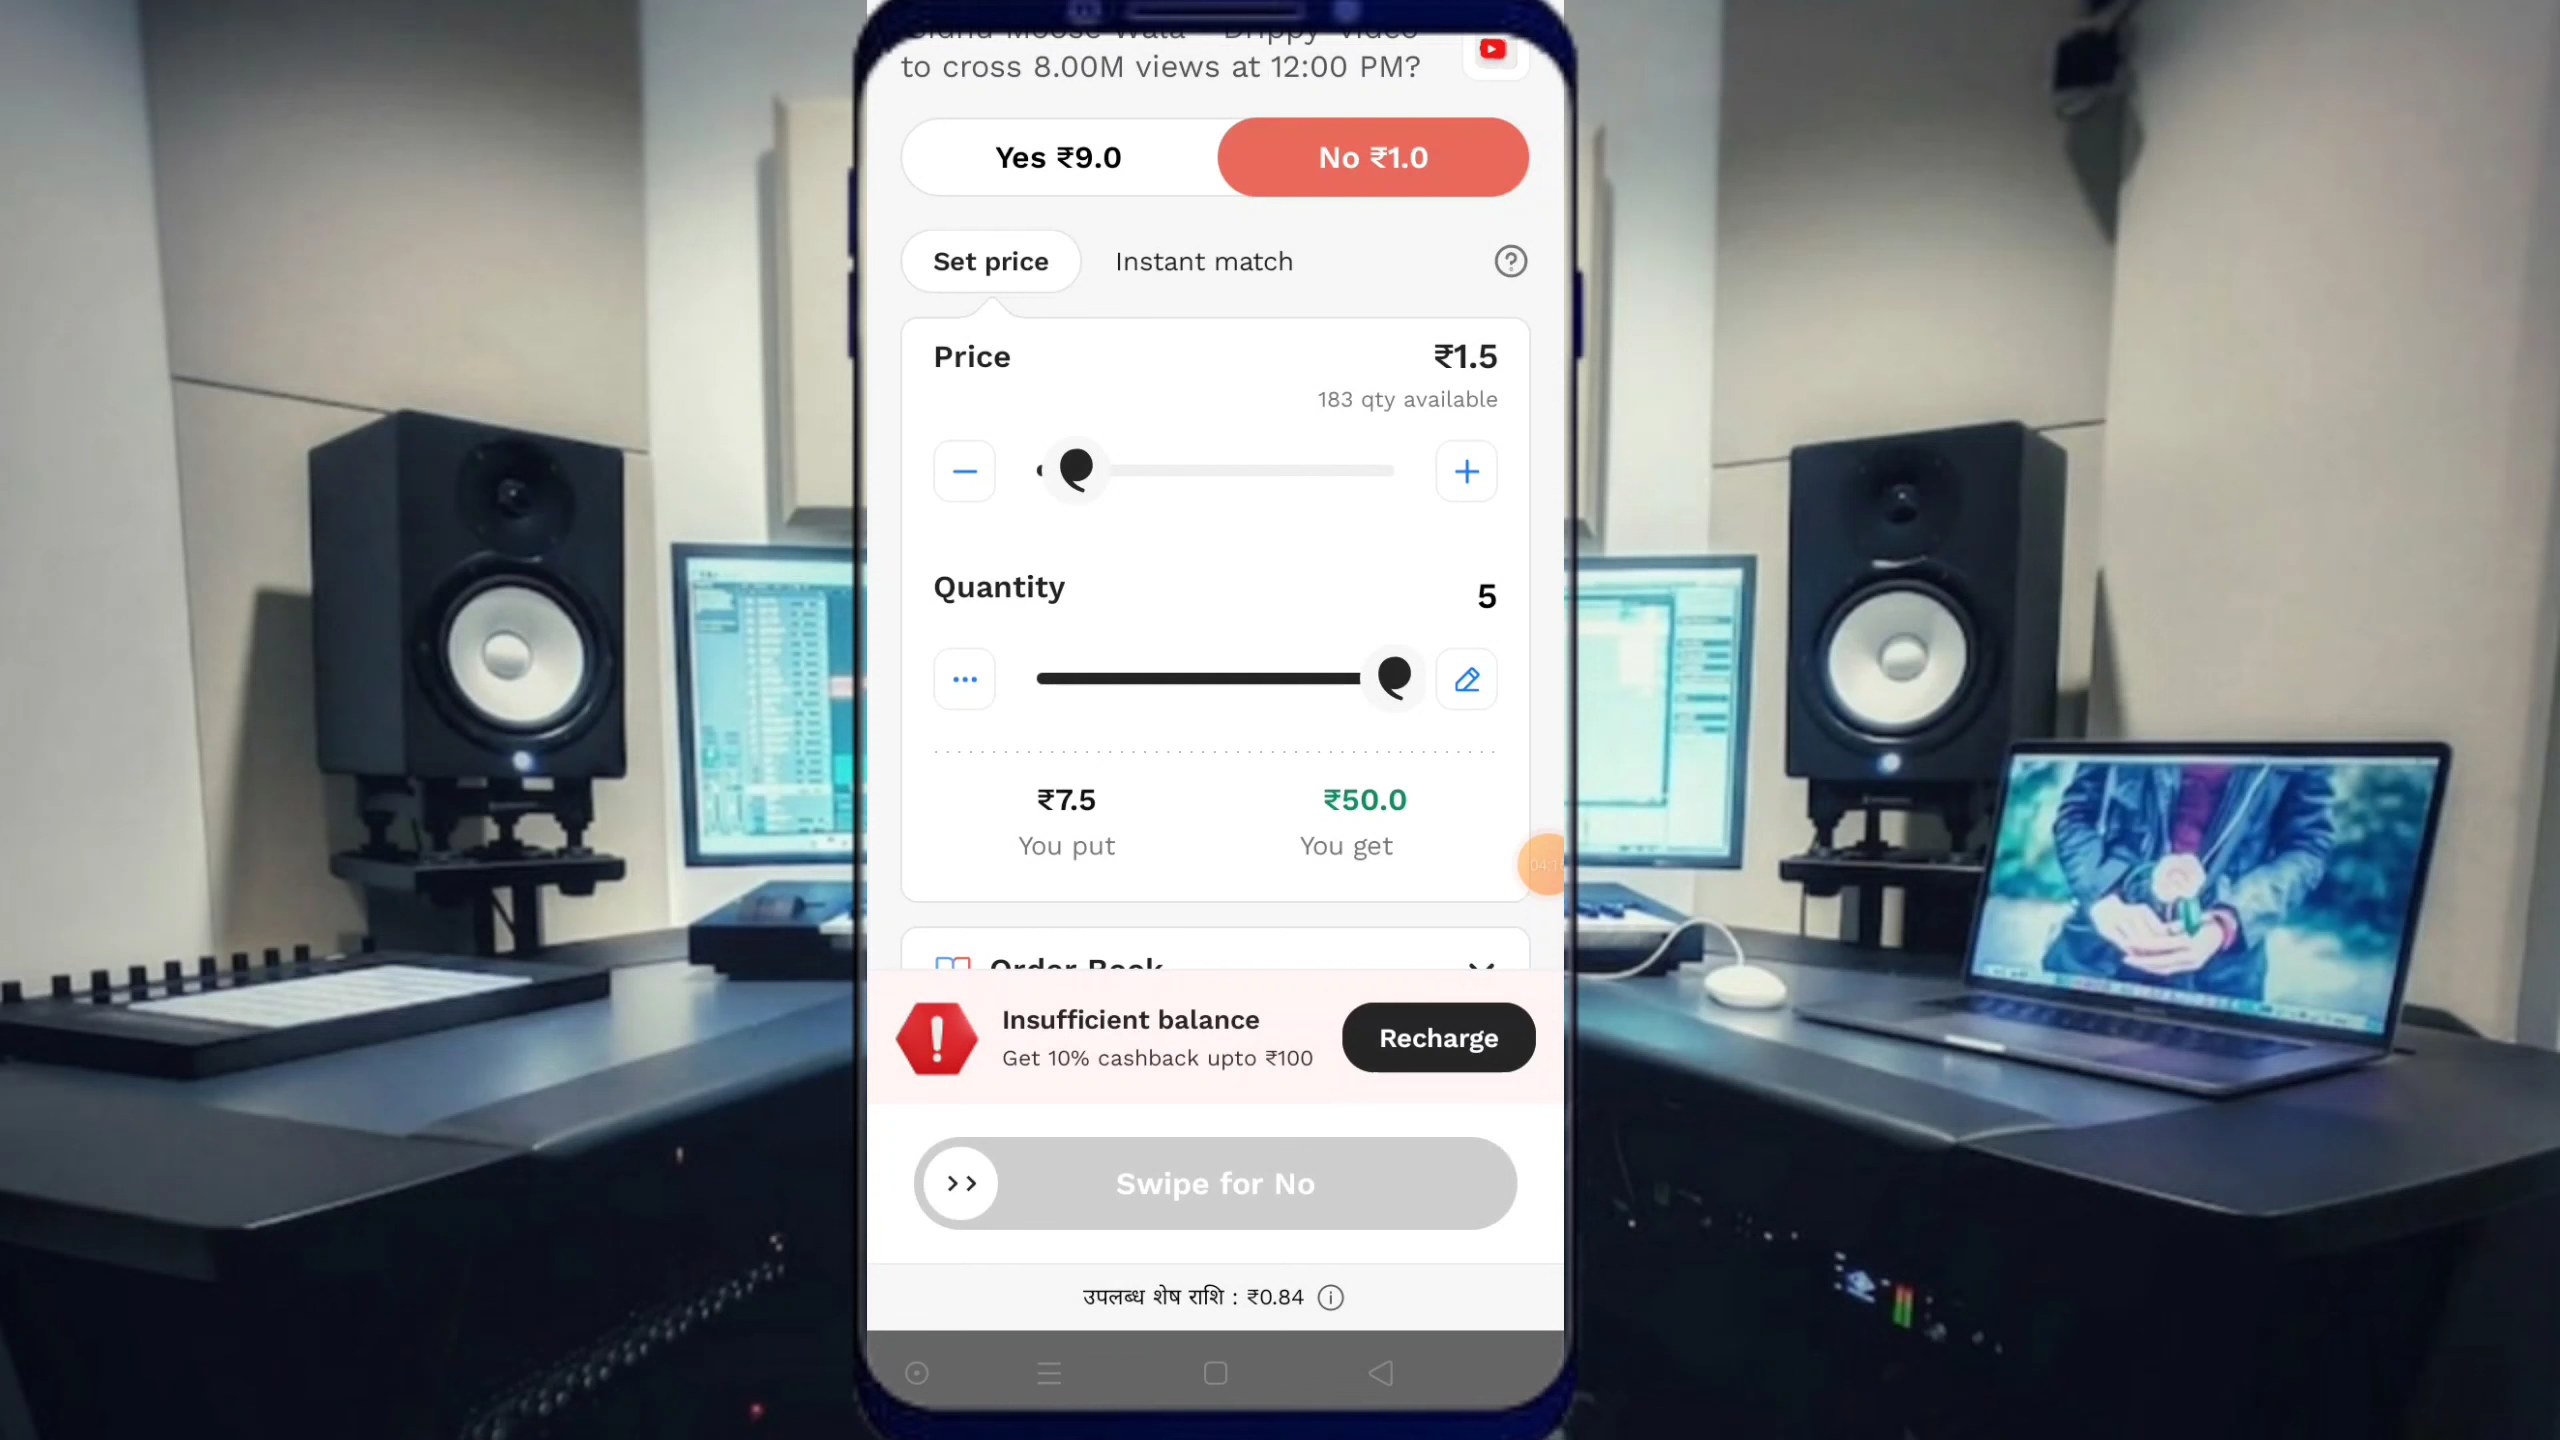 to cross 8.00M views at 12:00 PM?
Yes ₹9.0
No ₹1.0
Set price
Instant match
Price
₹1.5
183 qty available
Quantity
5
₹7.5
₹50.0
You put
You get
Order Book
Insufficient balance
Get 10% cashback upto ₹100
Recharge
Swipe for No
उपलब्ध शेष राशि : ₹0.84